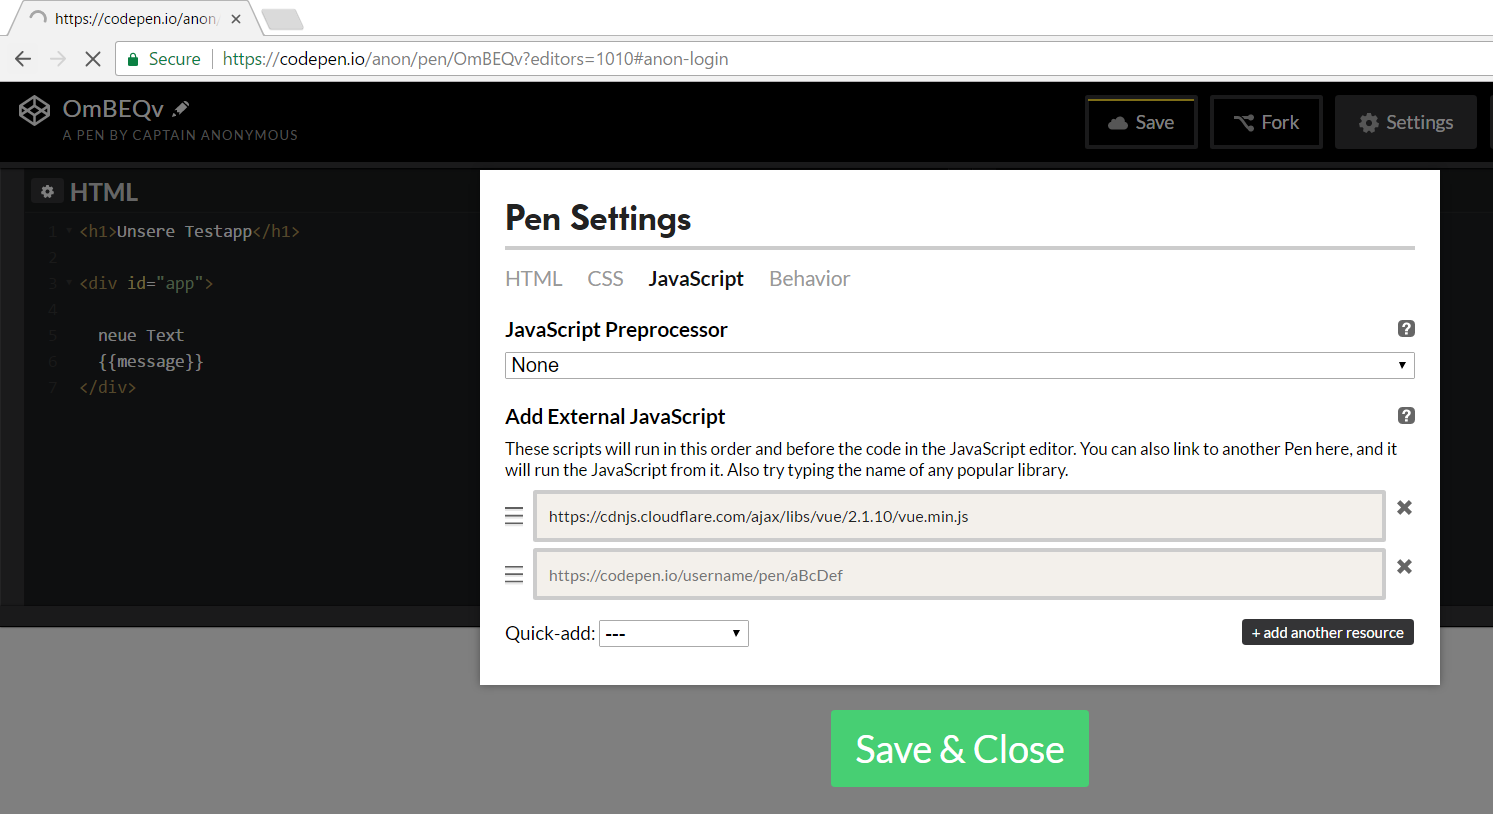 https://codepen.io/anon/
Secure
https://codepen.io/anon/pen/OmBEQv?editors=1010#anon-login
OmBEQv
A PEN BY CAPTAIN ANONYMOUS
Save
Fork
Settings
HTML
1 <h1>Unsere Testapp</h1>
2
3 <div id="app">
4
5 neue Text
6 {{message}}
7 </div>
Pen Settings
HTML CSS JavaScript Behavior
JavaScript Preprocessor
?
None
Add External JavaScript
?
These scripts will run in this order and before the code in the JavaScript editor. You can also link to another Pen here, and it
will run the JavaScript from it. Also try typing the name of any popular library.
https://cdnjs.cloudflare.com/ajax/libs/vue/2.1.10/vue.min.js
https://codepen.io/username/pen/aBcDef
Quick-add: ---
+ add another resource
Save & Close